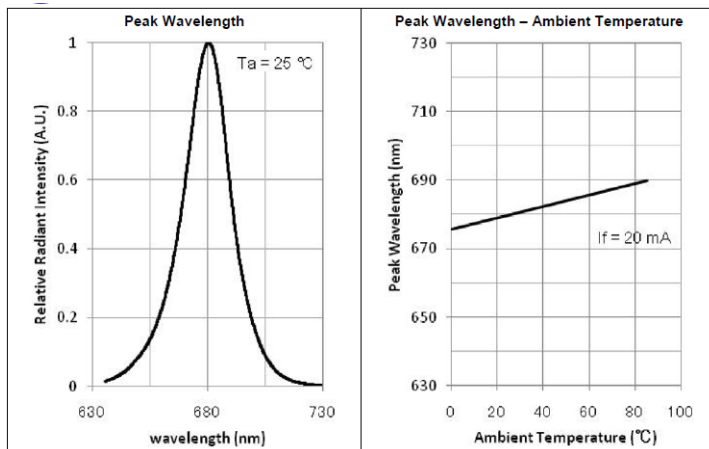 Peak Wavelength
Ta = 25 ℃
Relative Radiant Intensity (A.U.)
1
0.8
0.6
0.4
0.2
0
630
680
730
wavelength (nm)
Peak Wavelength – Ambient Temperature
Peak Wavelength (nm)
730
710
690
670
650
630
If = 20 mA
0
20
40
60
80
100
Ambient Temperature (℃)